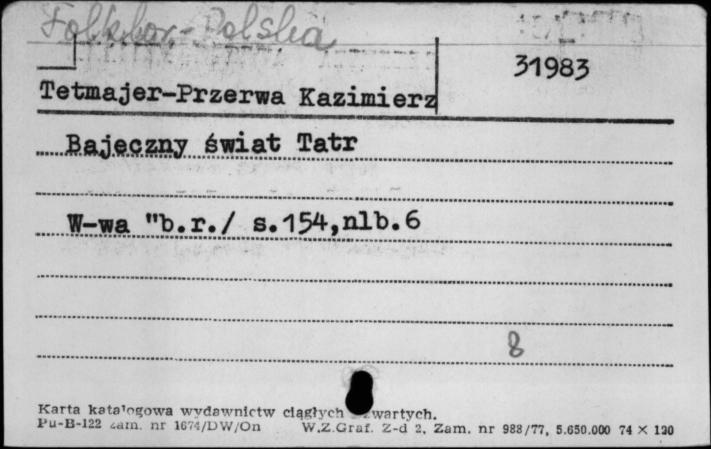 Folklor - Polska
31983
Tetmajer-Przerwa Kazimierz
Bajeczny świat Tatr
W-wa "b.r./ s.154,nlb.6
8
Karta katalogowa wydawnictw ciągłych zwartych.
Pu-B-122 zam. nr 1674/DW/On W.Z.Graf. Z-d 2, Zam. nr 988/77, 5.650.000 74 X 120